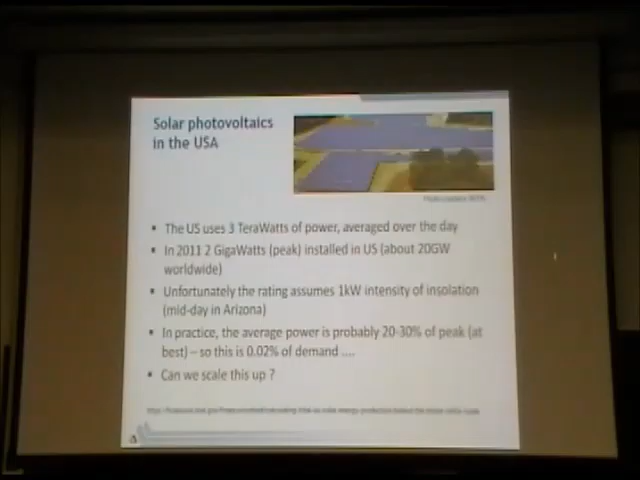 Solar photovoltaics
in the USA
• The US uses 3 TeraWatts of power, averaged over the day
• In 2011 2 GigaWatts (peak) installed in US (about 20GW
worldwide)
• Unfortunately the rating assumes 1kW intensity of insolation
(mid-day in Arizona)
• In practice, the average power is probably 20-30% of peak (at
best) – so this is 0.02% of demand ....
• Can we scale this up ?